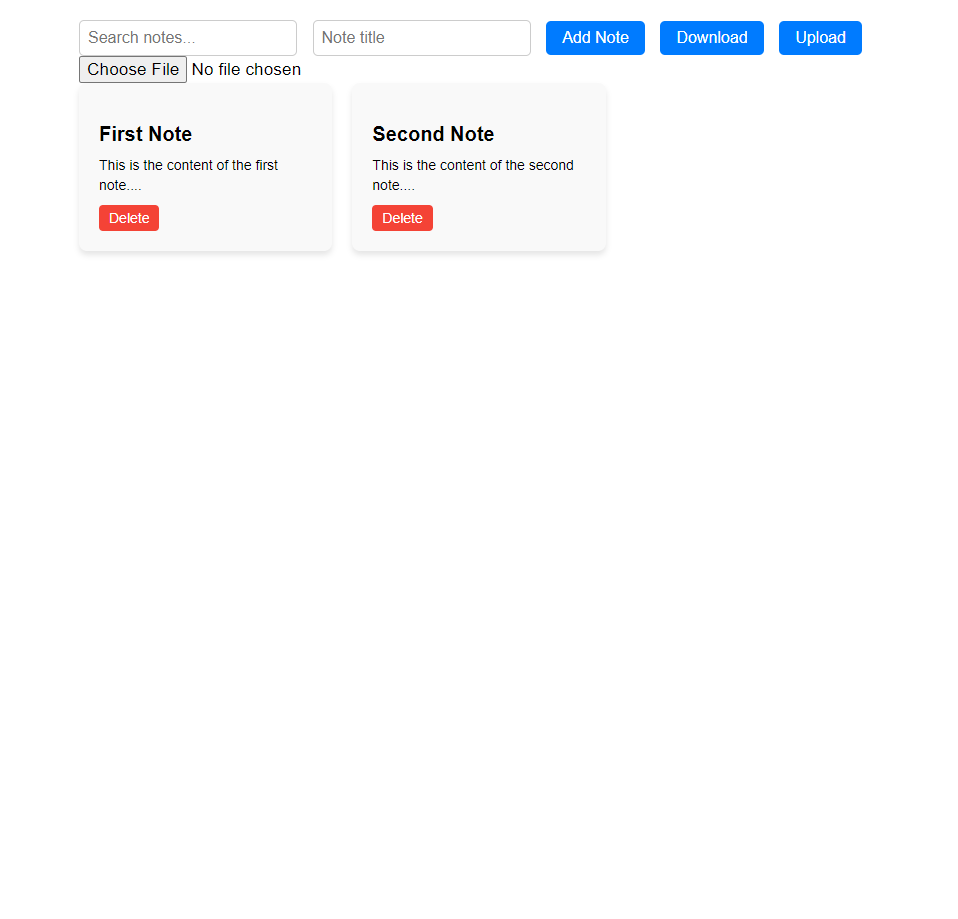 Search notes... Note title Add Note Download Upload
Choose File No file chosen
First Note Second Note
This is the content of the first This is the content of the second
note.... note....
Delete Delete